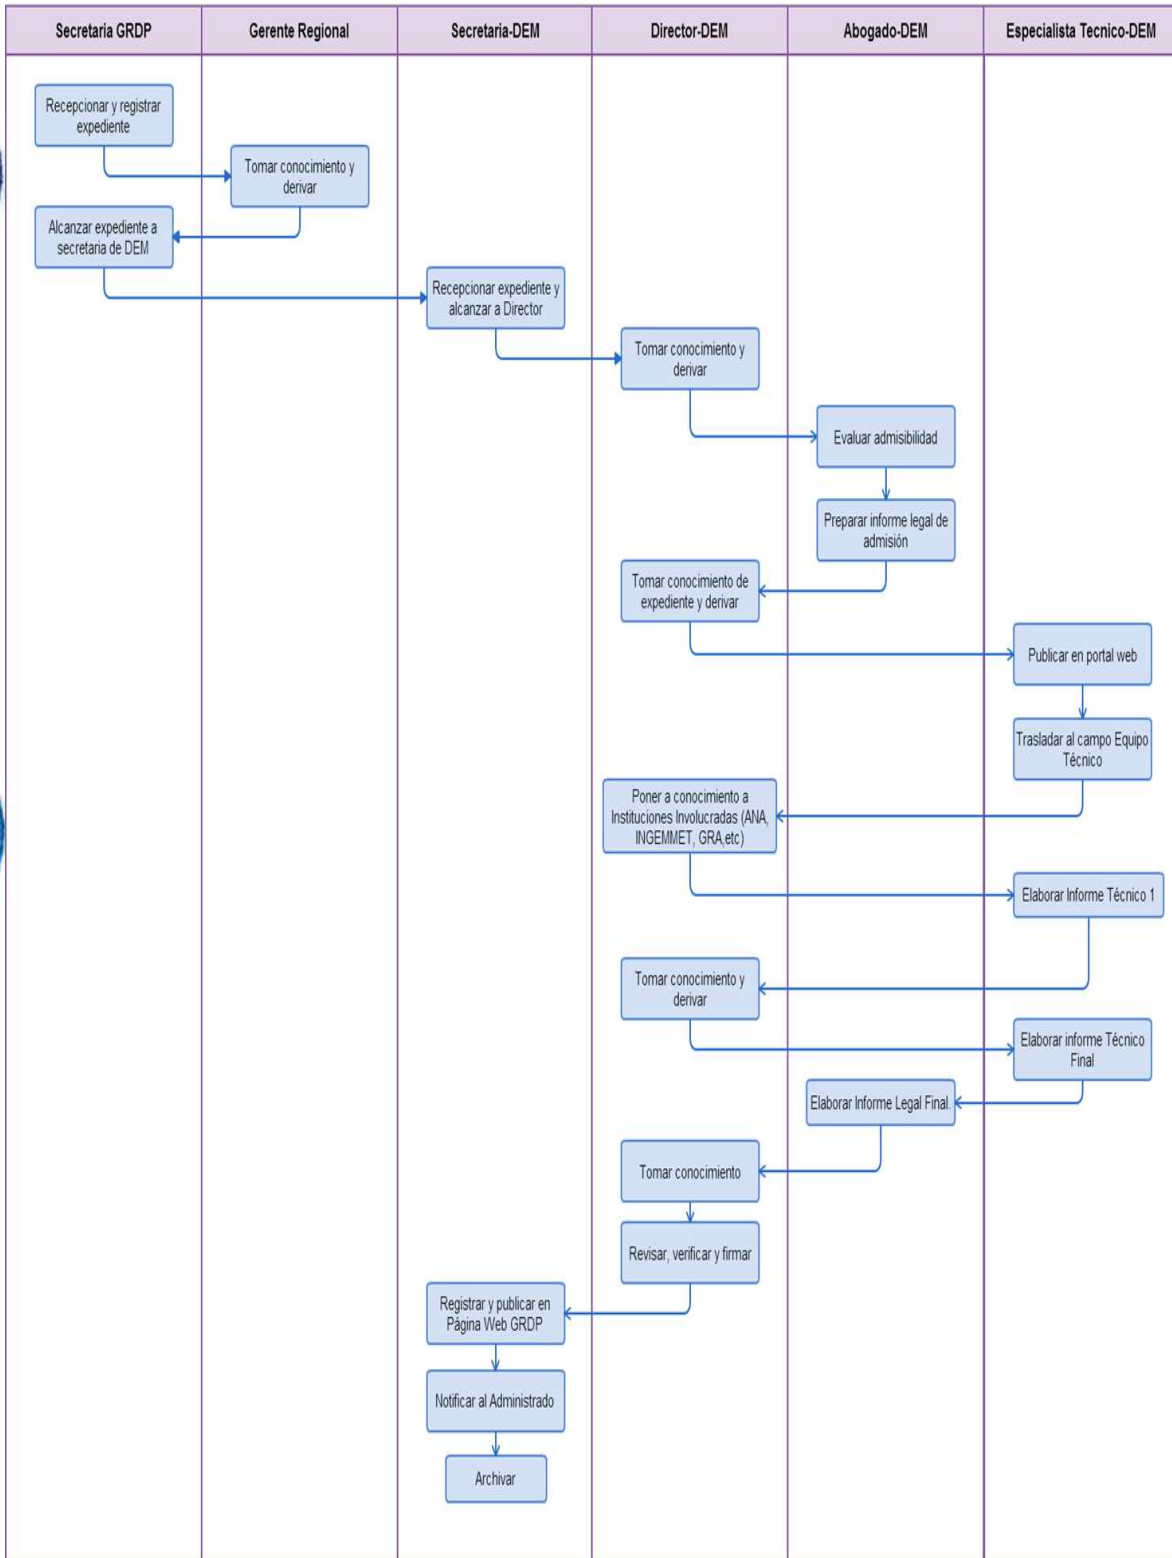 Secretaria GRDP
Gerente Regional
Secretaria-DEM
Director-DEM
Abogado-DEM
Especialista Tecnico-DEM
Recepcionar y registrar
expediente
Tomar conocimiento y
derivar
Alcanzar expediente a
secretaria de DEM
Recepcionar expediente y
alcanzar a Director
Tomar conocimiento y
derivar
Evaluar admisibilidad
Preparar informe legal de
admisión
Tomar conocimiento de
expediente y derivar
Publicar en portal web
Trasladar al campo Equipo
Técnico
Poner a conocimiento a
Instituciones Involucradas (ANA,
INGEMMET, GRA,etc)
Elaborar Informe Técnico 1
Tomar conocimiento y
derivar
Elaborar informe Técnico
Final
Elaborar Informe Legal Final.
Tomar conocimiento
Revisar, verificar y firmar
Registrar y publicar en
Página Web GRDP
Notificar al Administrado
Archivar